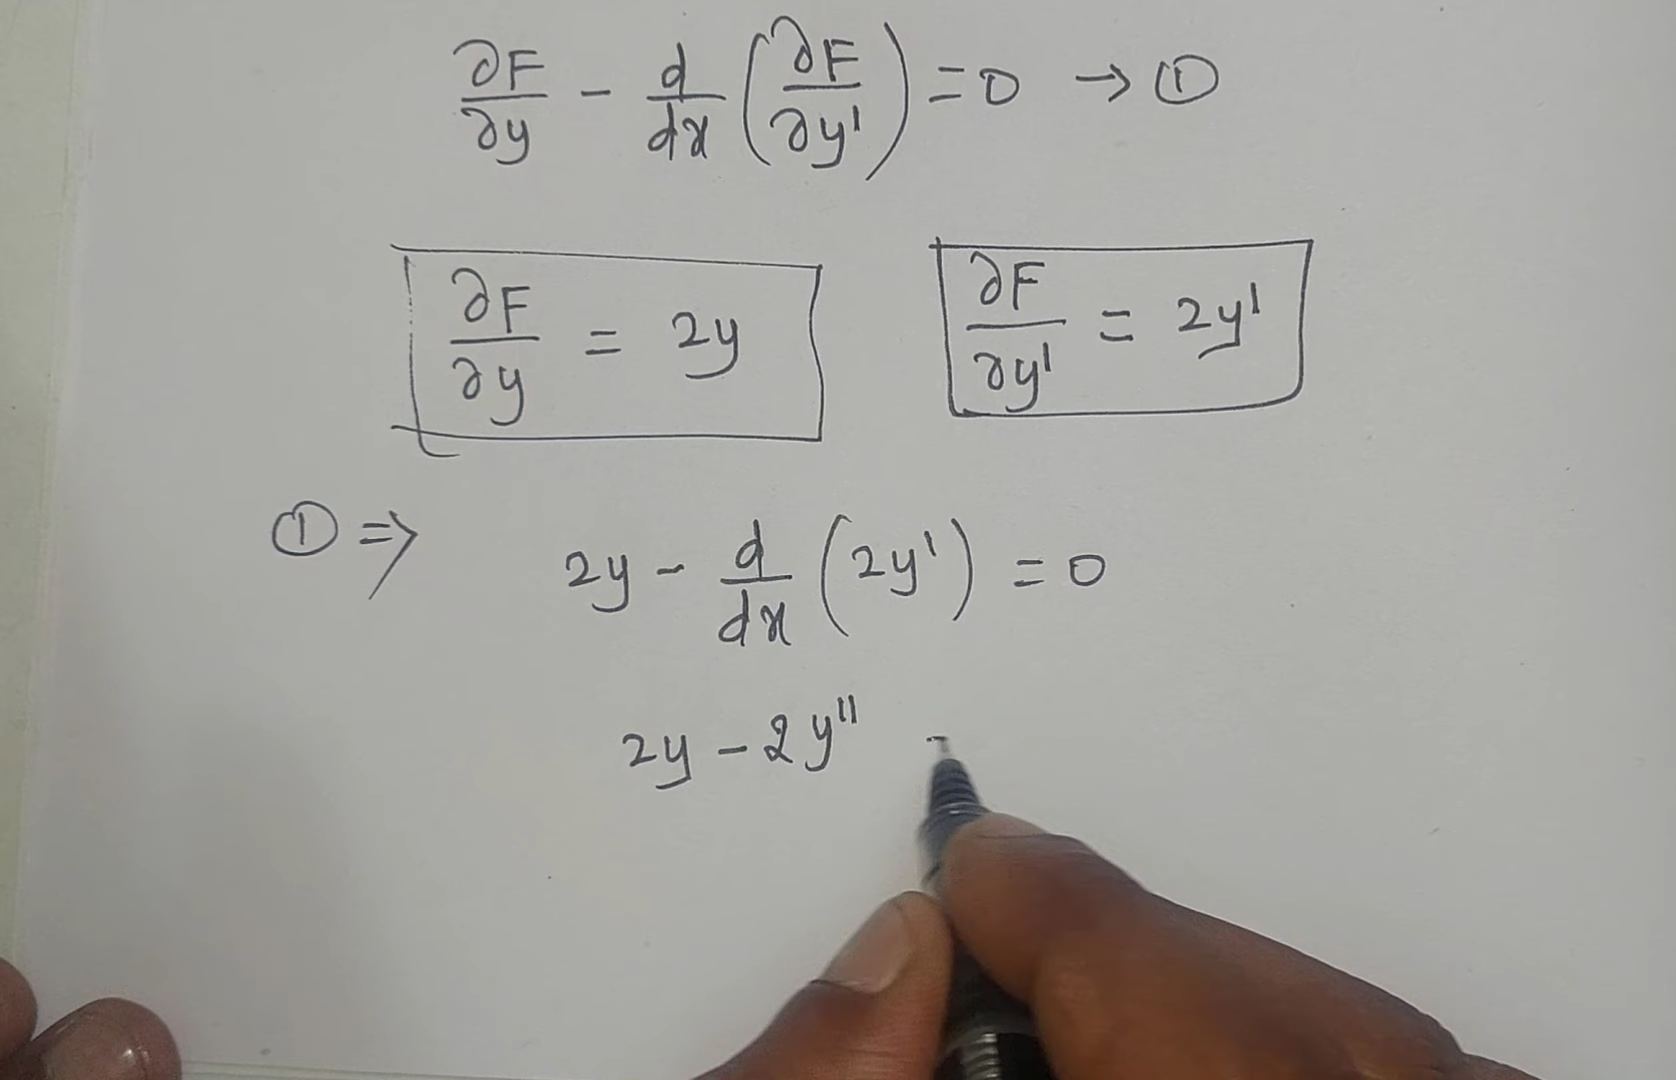 ∂F/∂y - d/dx (∂F/∂y') = 0 → ①
∂F/∂y = 2y
∂F/∂y' = 2y'
① ⇒ 2y - d/dx (2y') = 0
2y - 2y''